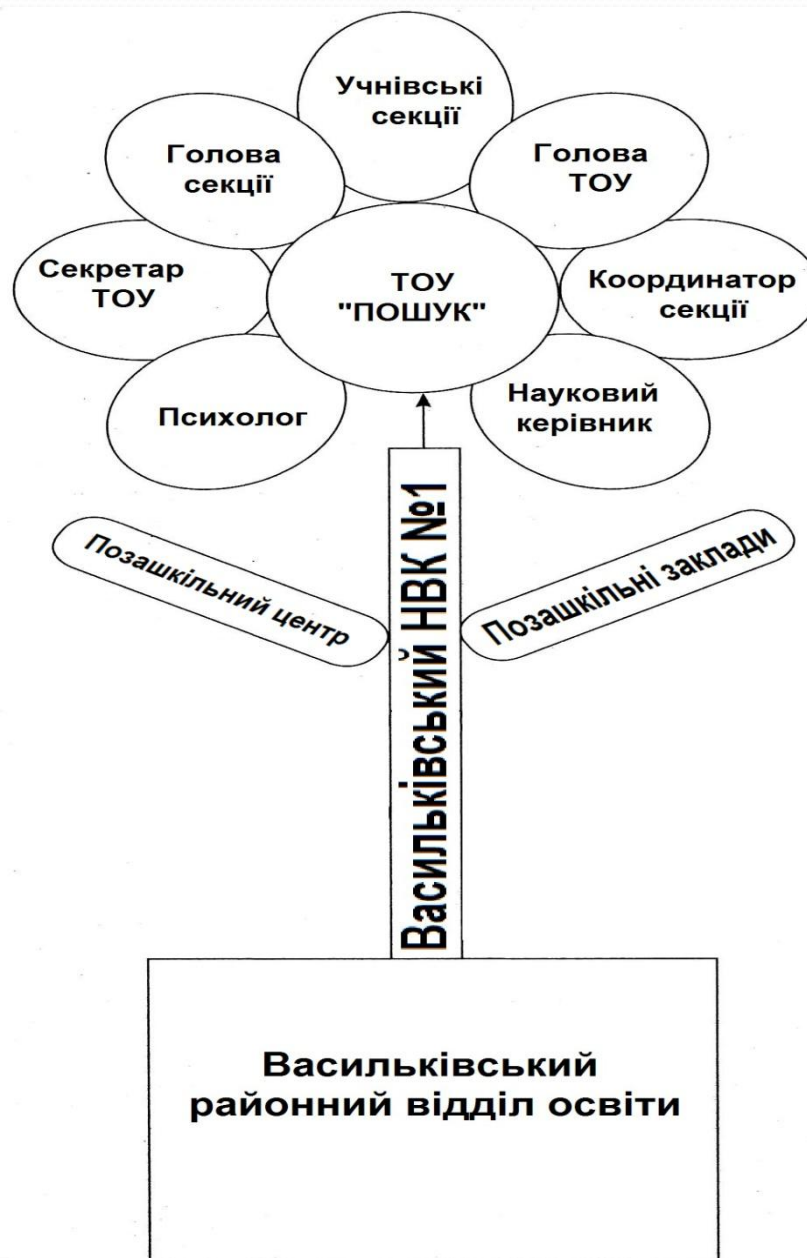 Учнівські
секції
Голова
секції
Голова
ТОУ
Секретар
ТОУ
ТОУ
"ПОШУК"
Координатор
секції
Психолог
Науковий
керівник
Позашкільний центр
Васильківський НВК №1
Позашкільні заклади
Васильківський
районний відділ освіти